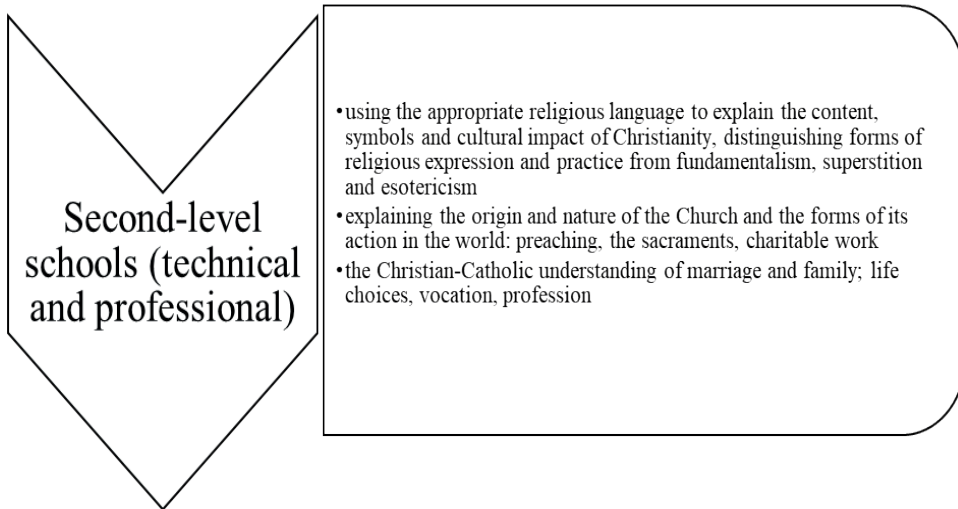 Second-level
schools (technical
and professional)
•using the appropriate religious language to explain the content,
symbols and cultural impact of Christianity, distinguishing forms of
religious expression and practice from fundamentalism, superstition
and esotericism
•explaining the origin and nature of the Church and the forms of its
action in the world: preaching, the sacraments, charitable work
•the Christian-Catholic understanding of marriage and family; life
choices, vocation, profession